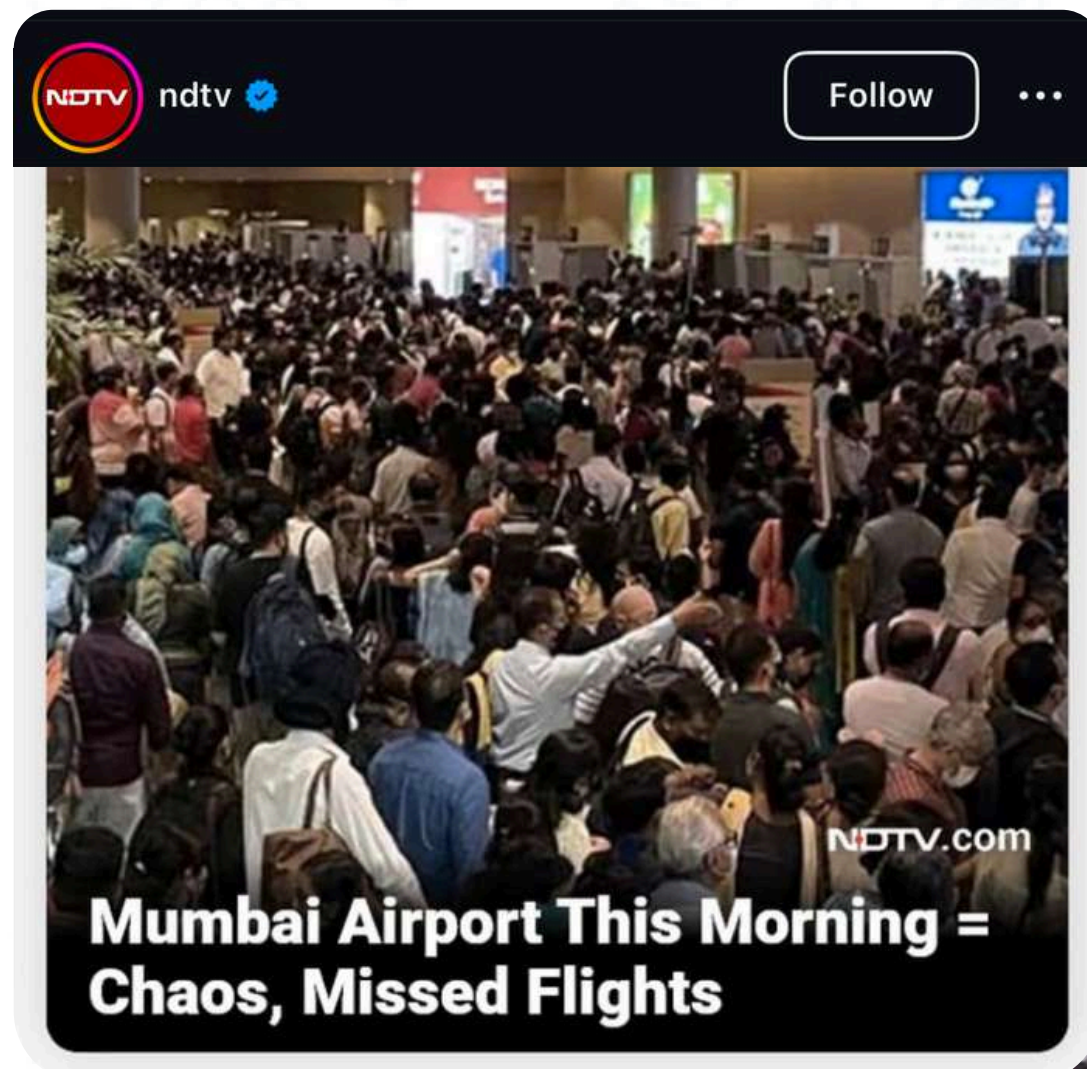 NDTV
ndtv
Follow
NDTV.com
Mumbai Airport This Morning =
Chaos, Missed Flights